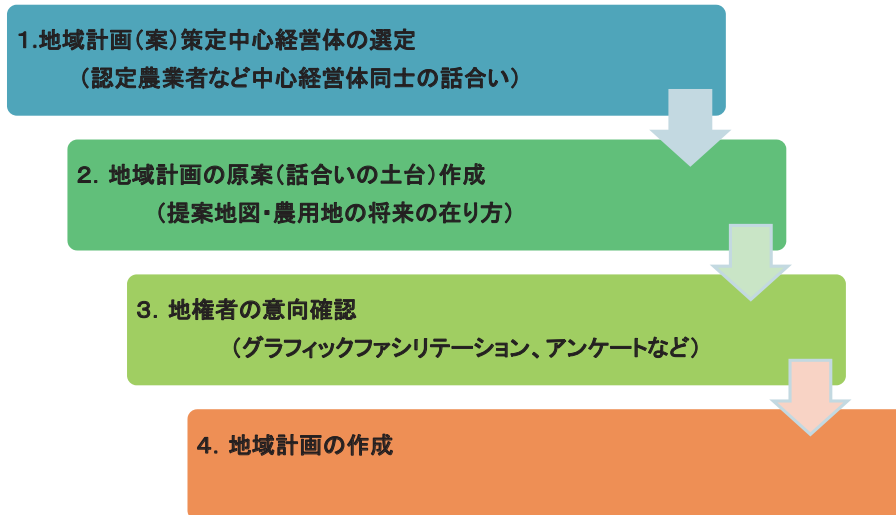 1.地域計画(案)策定中心経営体の選定
(認定農業者など中心経営体同士の話合い)
2．地域計画の原案(話合いの土台)作成
(提案地図・農用地の将来の在り方)
3．地権者の意向確認
(グラフィックファシリテーション、アンケートなど)
4．地域計画の作成